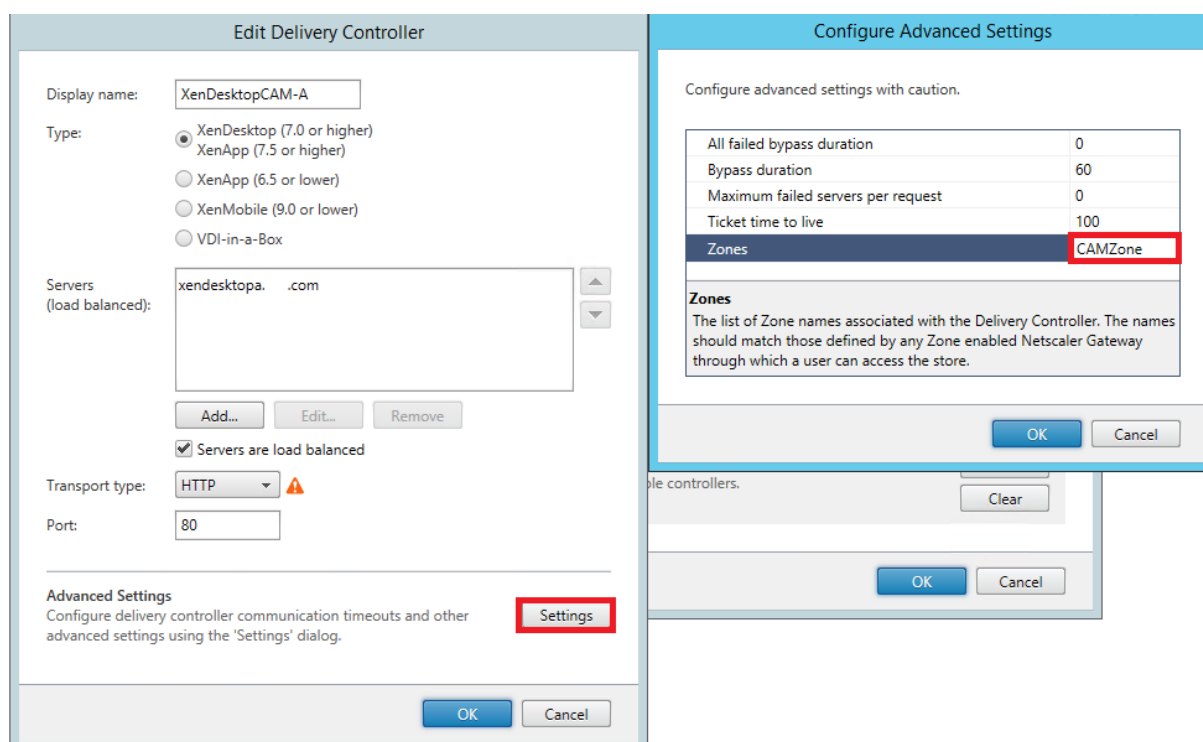 Edit Delivery Controller
Display name:
XenDesktopCAM-A
Type:
XenDesktop (7.0 or higher)
XenApp (7.5 or higher)
XenApp (6.5 or lower)
XenMobile (9.0 or lower)
VDI-in-a-Box
Servers
(load balanced):
xendesktopa. .com
Add...
Edit...
Remove
Servers are load balanced
Transport type:
HTTP
Port:
80
Advanced Settings
Configure delivery controller communication timeouts and other
advanced settings using the 'Settings' dialog.
Settings
OK
Cancel
Configure Advanced Settings
Configure advanced settings with caution.
All failed bypass duration 0
Bypass duration 60
Maximum failed servers per request 0
Ticket time to live 100
Zones CAMZone
Zones
The list of Zone names associated with the Delivery Controller. The names
should match those defined by any Zone enabled Netscaler Gateway
through which a user can access the store.
OK
Cancel
controllers.
Clear
OK
Cancel